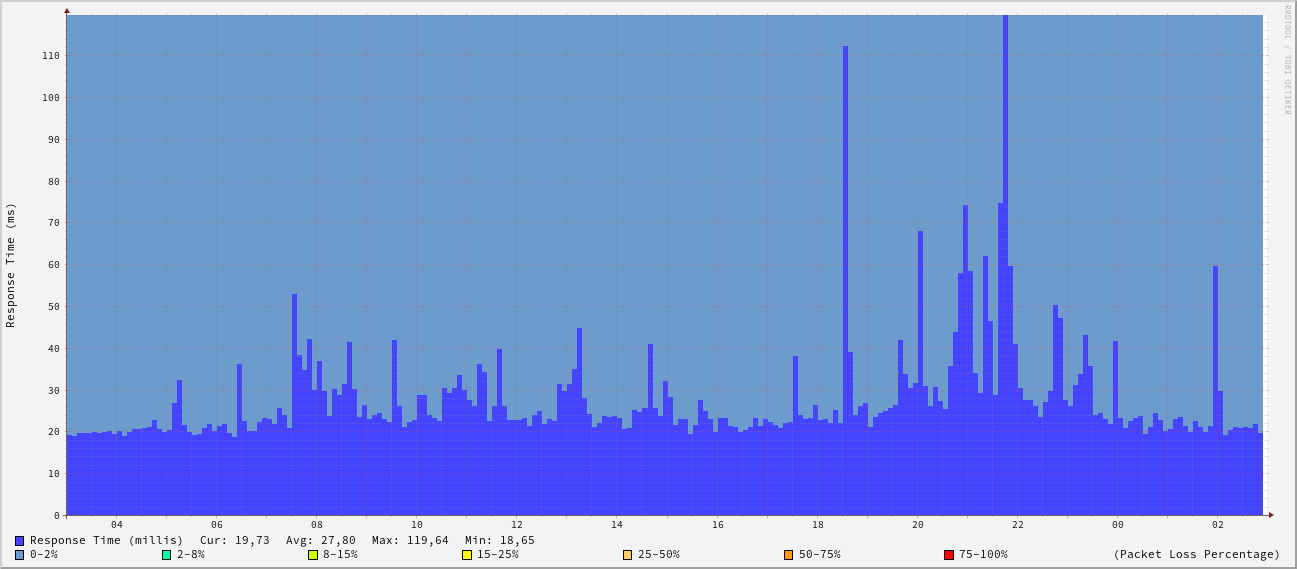 RRDTOOL / TOBI OETIKER
Response Time (ms)
110
100
90
80
70
60
50
40
30
20
10
0
04 06 08 10 12 14 16 18 20 22 00 02
Response Time (millis) Cur: 19,73 Avg: 27,80 Max: 119,64 Min: 18,65
0-2% 2-8% 8-15% 15-25% 25-50% 50-75% 75-100% (Packet Loss Percentage)